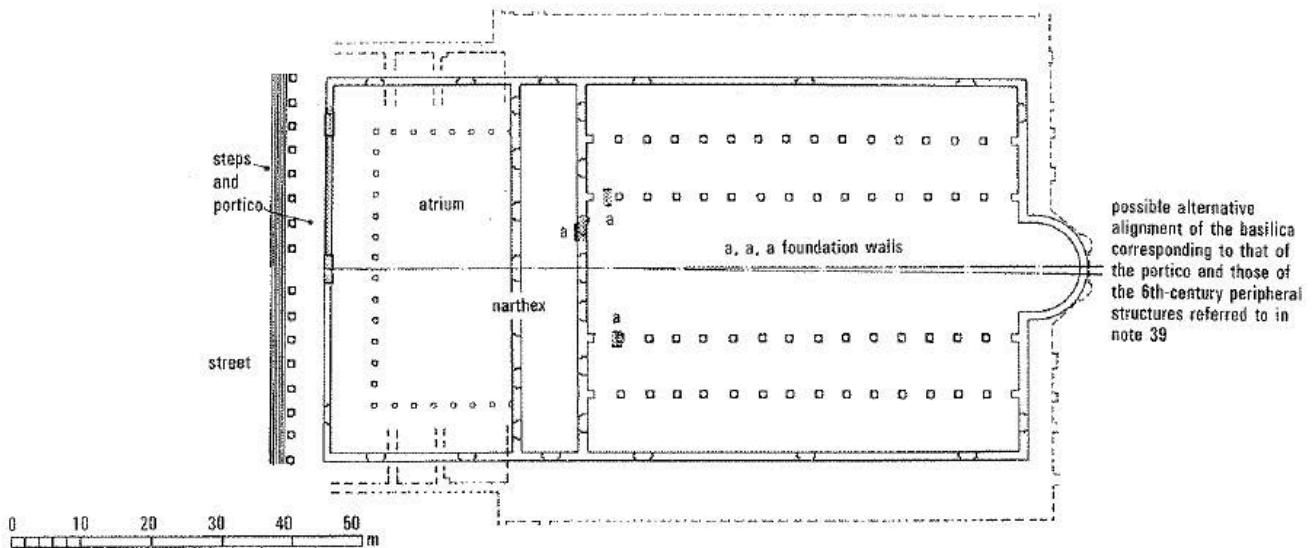 steps
and
portico
atrium
a
a
a, a, a foundation walls
possible alternative
alignment of the basilica
corresponding to that of
the portico and those of
the 6th-century peripheral
structures referred to in
note 39
narthex
a
street
0 10 20 30 40 50
m